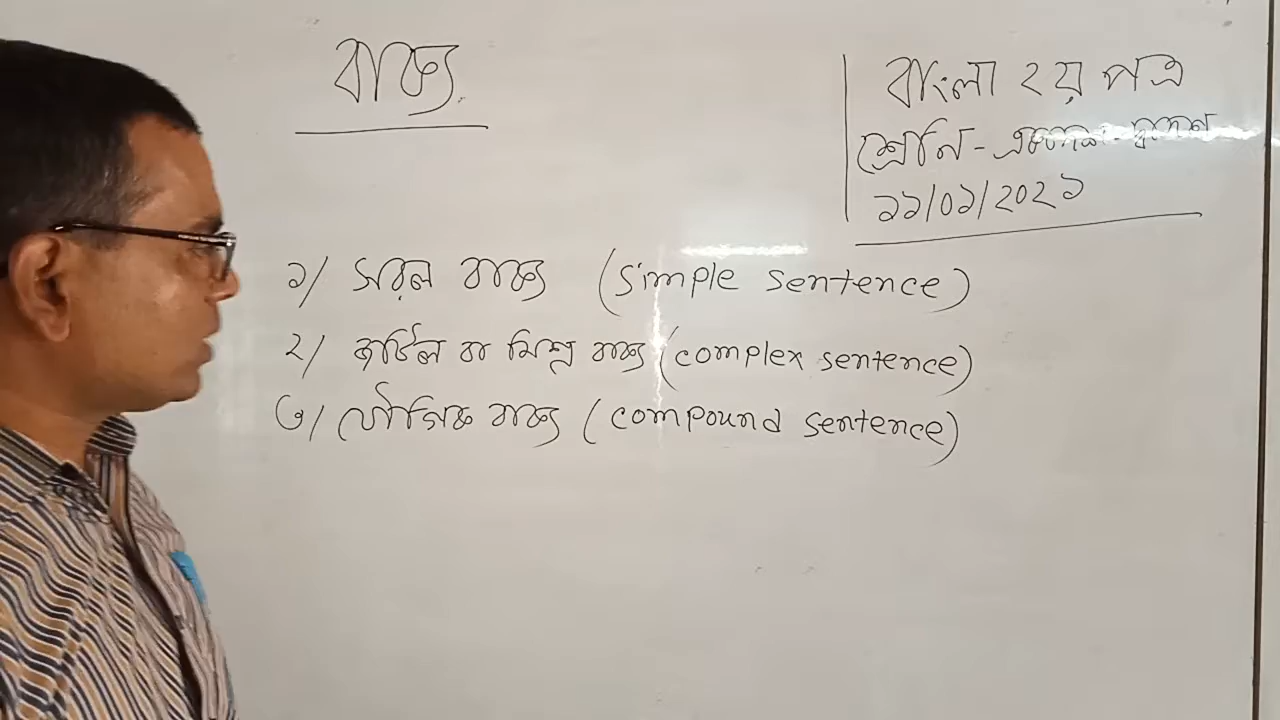 বাক্য
বাংলা ২য় পত্র
শ্রেনি - একাদশ - দ্বাদশ
১১/০১/২০২১
১/ সরল বাক্য (simple sentence)
২/ জটিল বা মিশ্র বাক্য (complex sentence)
৩/ যৌগিক বাক্য (compound sentence)